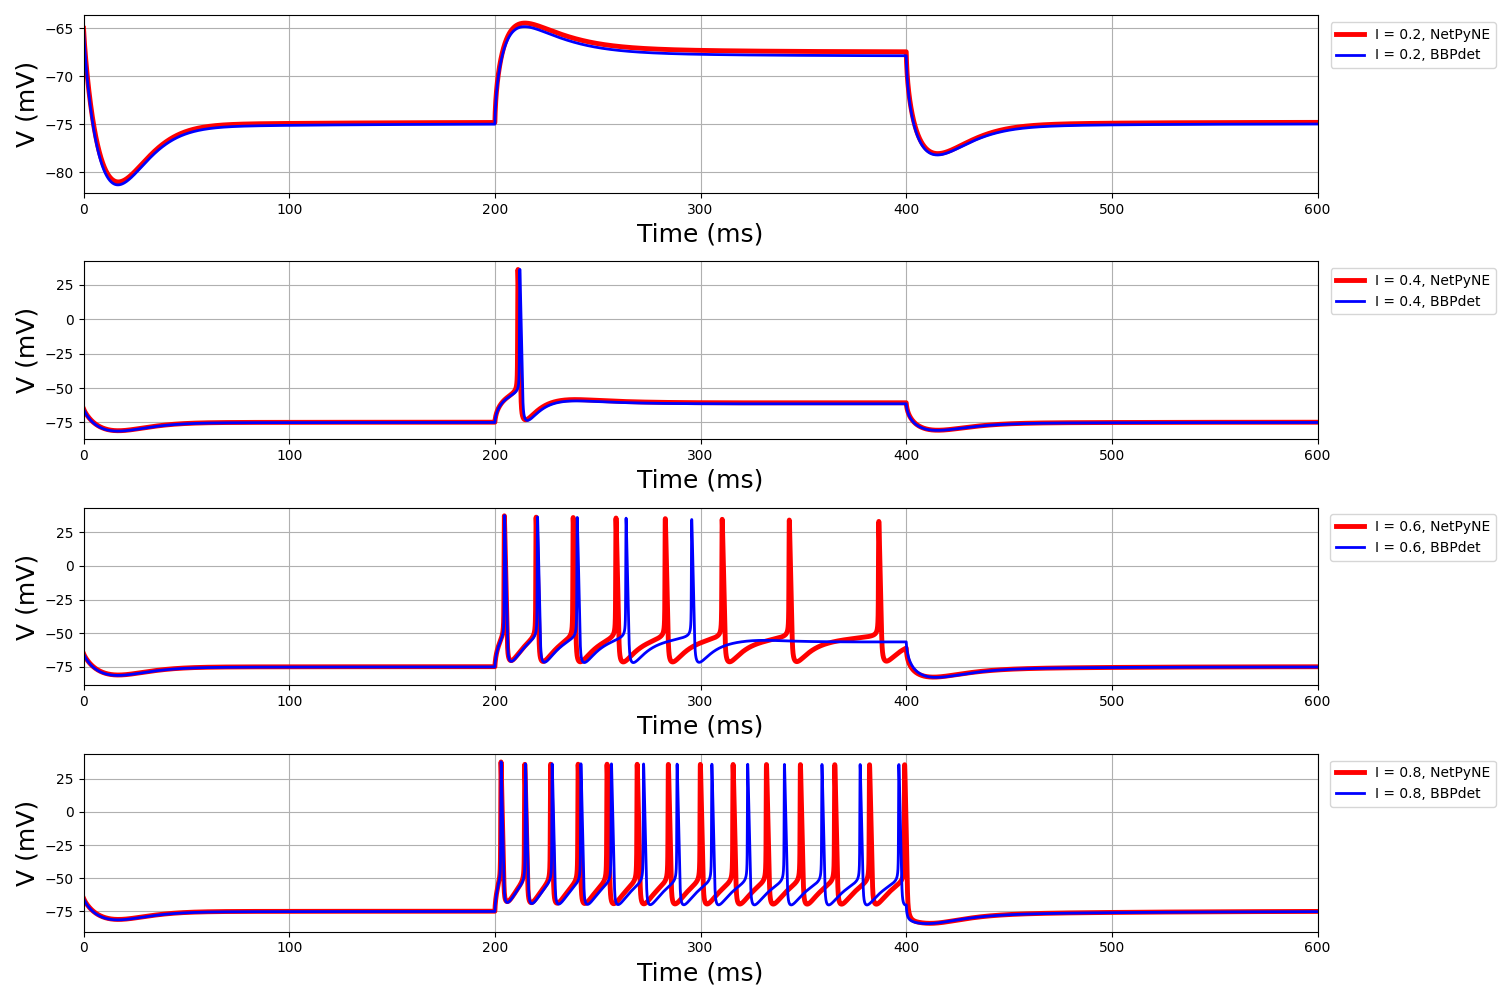 V (mV)
−65
−70
−75
−80
0 100 200 300 400 500 600
Time (ms)
I = 0.2, NetPyNE
I = 0.2, BBPdet
V (mV)
25
0
−25
−50
−75
0 100 200 300 400 500 600
Time (ms)
I = 0.4, NetPyNE
I = 0.4, BBPdet
V (mV)
25
0
−25
−50
−75
0 100 200 300 400 500 600
Time (ms)
I = 0.6, NetPyNE
I = 0.6, BBPdet
V (mV)
25
0
−25
−50
−75
0 100 200 300 400 500 600
Time (ms)
I = 0.8, NetPyNE
I = 0.8, BBPdet